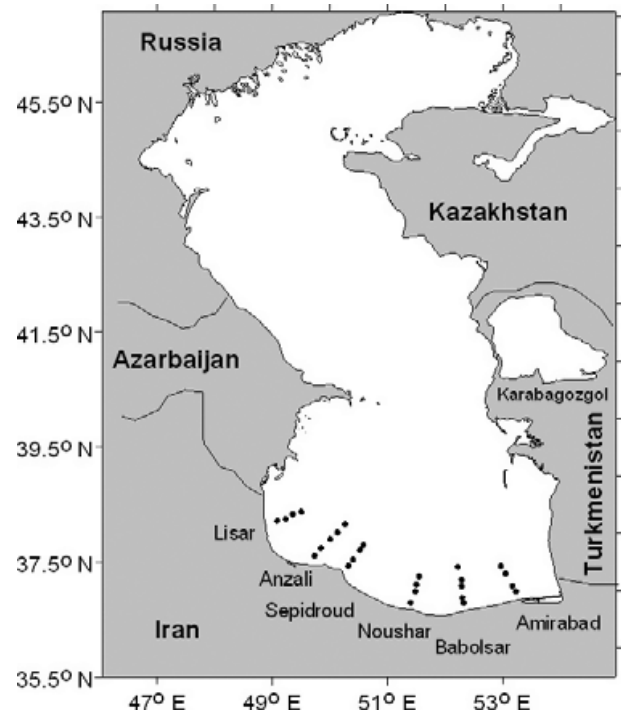 Russia
45.5° N
43.5° N
Kazakhstan
41.5° N
Azarbaijan
Karabagozgol
39.5° N
Turkmenistan
Lisar
37.5° N
Anzali
Sepidroud
Noushar
Amirabad
Iran
Babolsar
35.5° N
47° E
49° E
51° E
53° E